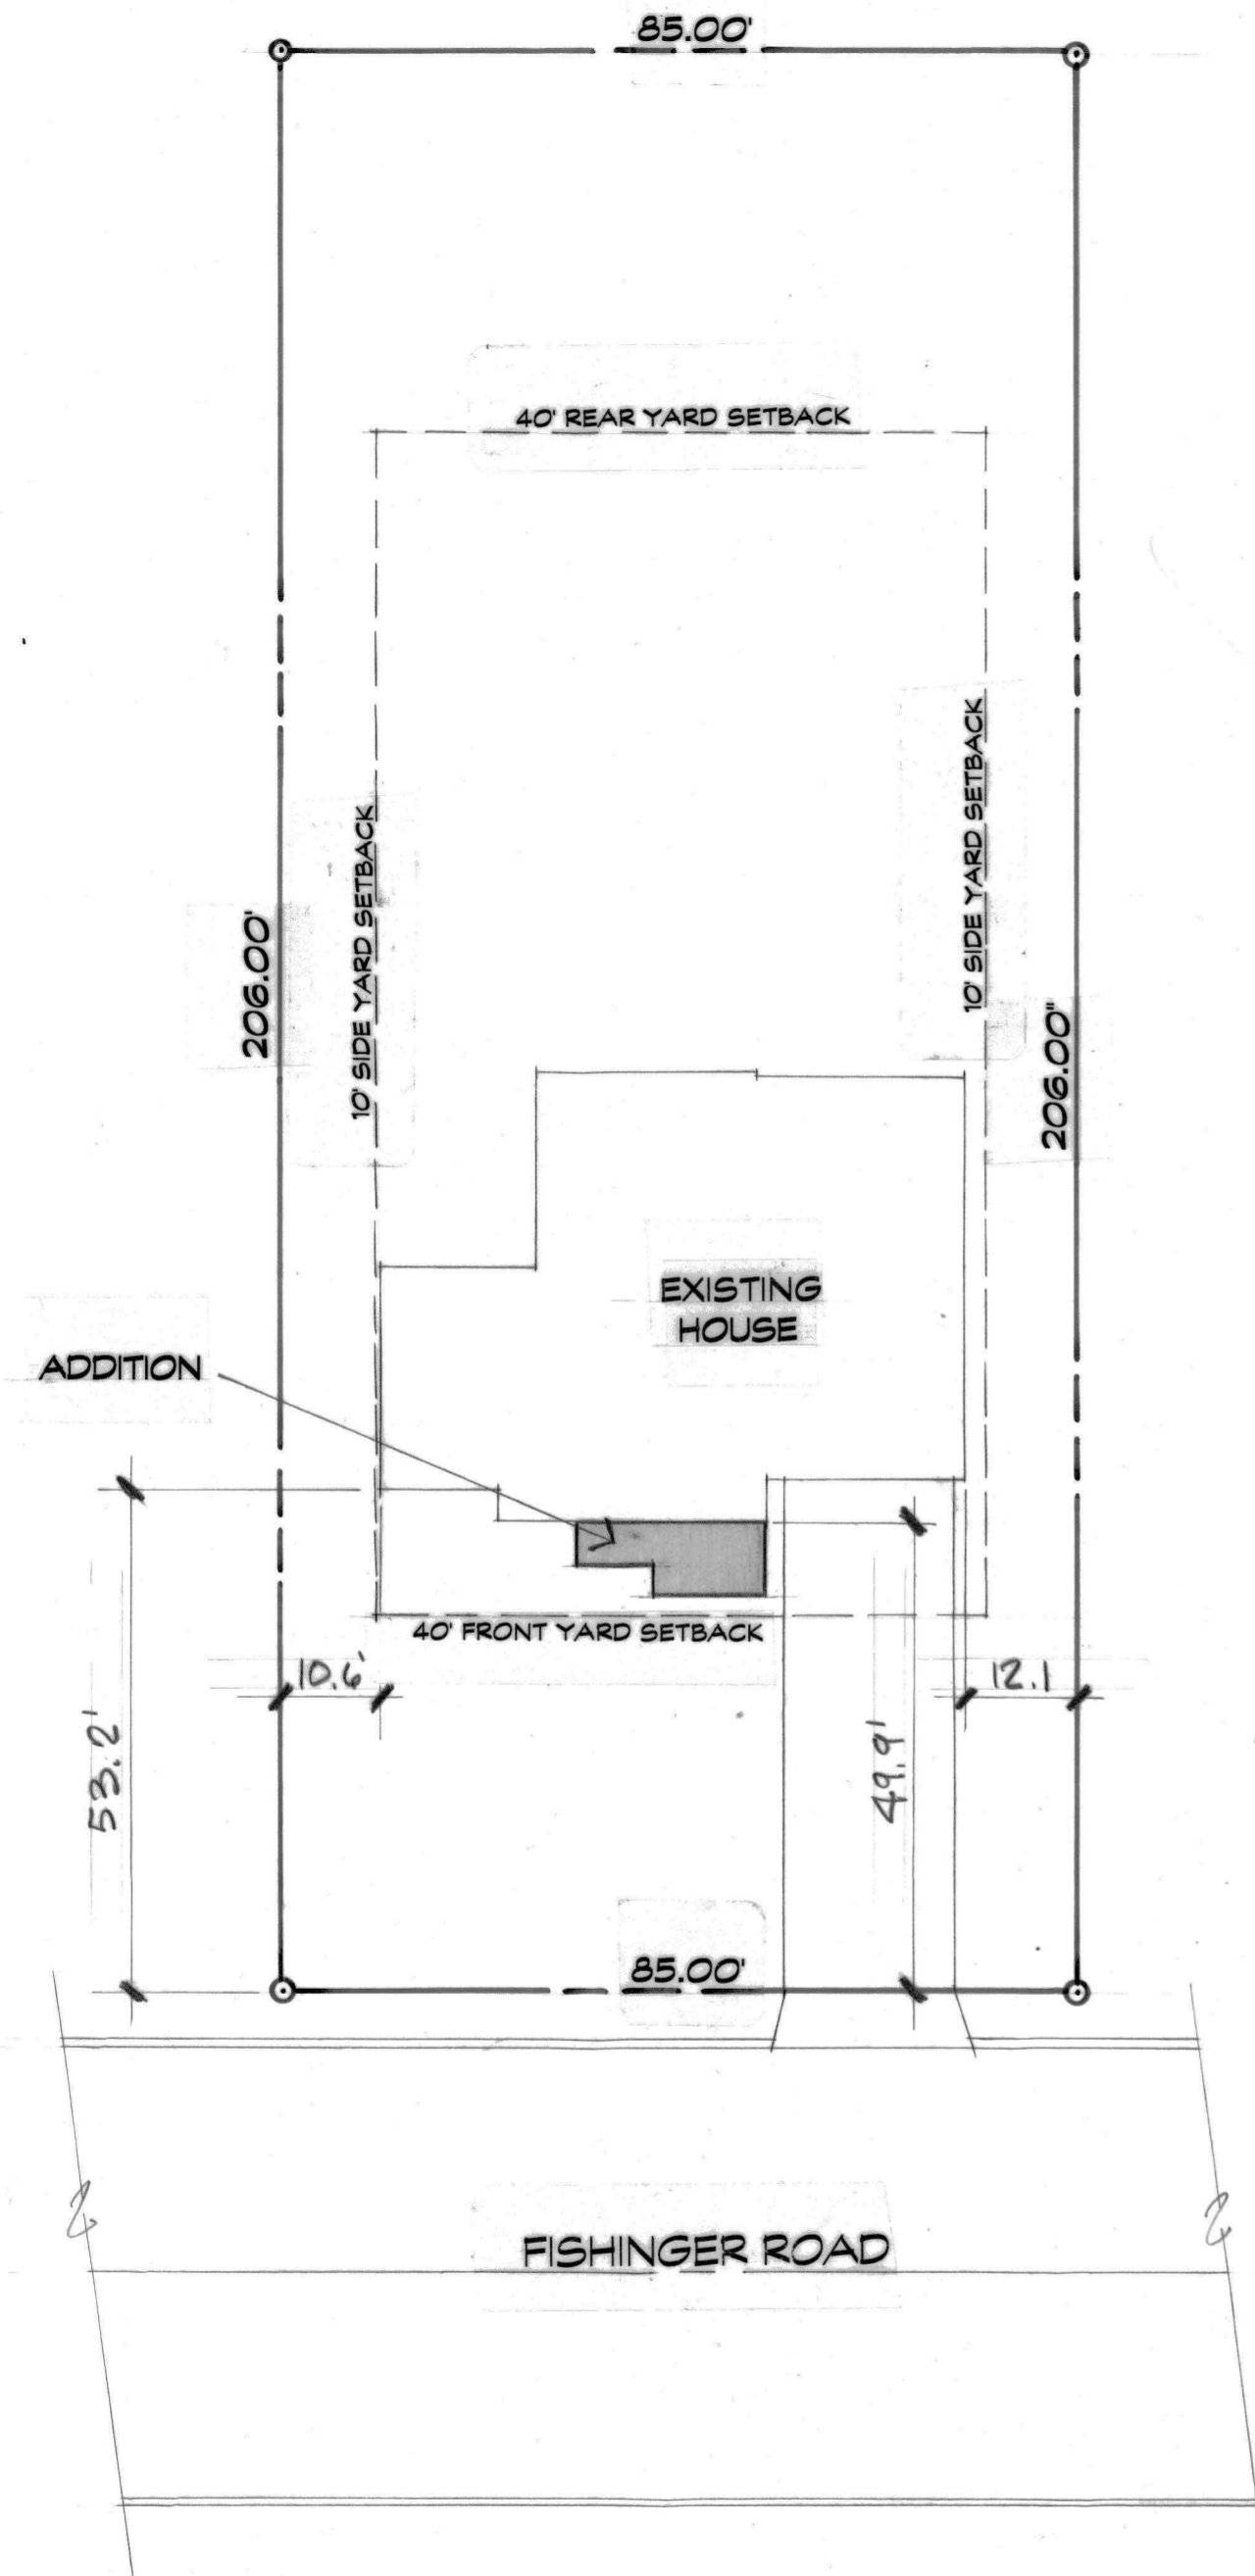 85.00'
40' REAR YARD SETBACK
10' SIDE YARD SETBACK
10' SIDE YARD SETBACK
206.00'
206.00"
EXISTING
HOUSE
ADDITION
40' FRONT YARD SETBACK
10.6'
12.1
53.2'
49.9'
85.00'
FISHINGER ROAD